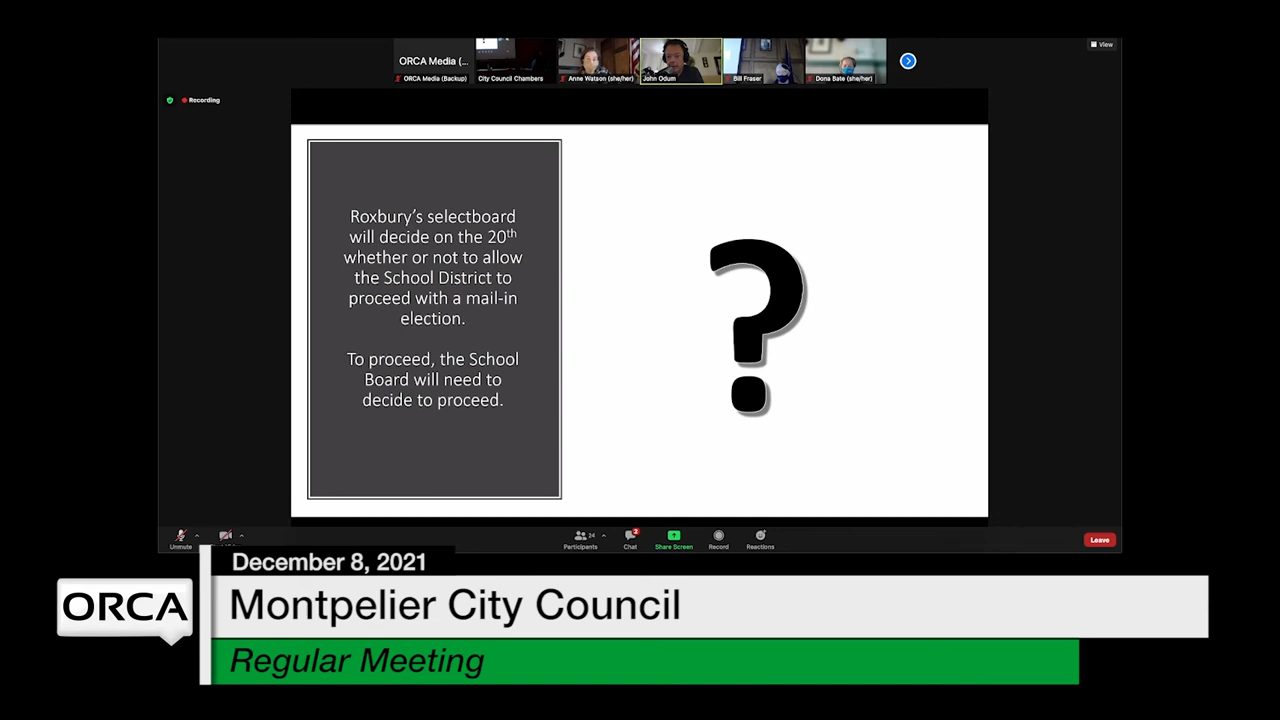 ORCA Media (...
View
ORCA Media (Backup)
City Council Chambers
Anne Watson (she/her)
John Odum
Bill Fraser
Dona Bate (she/her)
Recording
Roxbury's selectboard
will decide on the 20th
whether or not to allow
the School District to
proceed with a mail-in
election.
To proceed, the School
Board will need to
decide to proceed.
?
Unmute
24
Participants
2
Chat
Share Screen
Record
Reactions
Leave
December 8, 2021
ORCA
Montpelier City Council
Regular Meeting